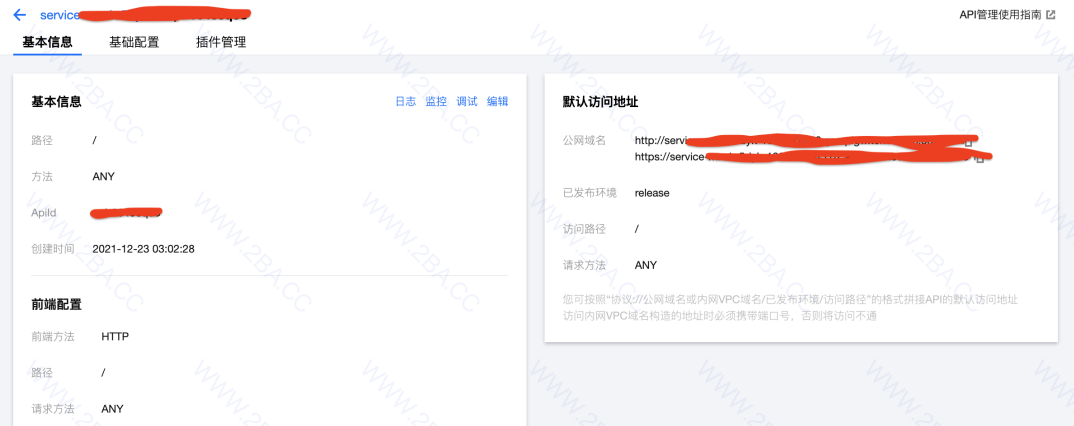 service
API管理使用指南
基本信息 基础配置 插件管理
基本信息
日志 监控 调试 编辑
路径 /
方法 ANY
ApiId
创建时间 2021-12-23 03:02:28
前端配置
前端方法 HTTP
路径 /
请求方法 ANY
默认访问地址
公网域名 http://servi
https://service
已发布环境 release
访问路径 /
请求方法 ANY
您可按照“协议://公网域名或内网VPC域名/已发布环境/访问路径”的格式拼接API的默认访问地址
访问内网VPC域名构造的地址时必须携带端口号，否则将访问不通
WWW.2BA.CC